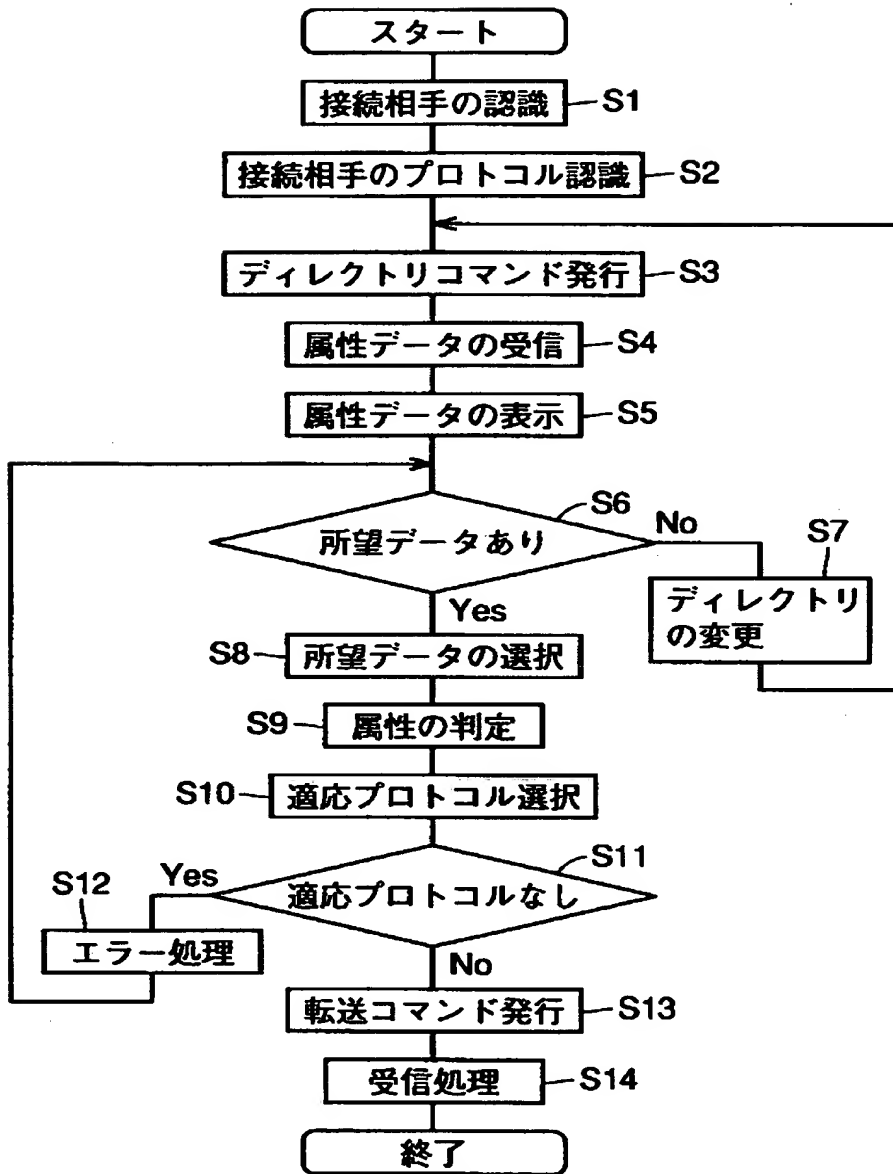 スタート
接続相手の認識 S1
接続相手のプロトコル認識 S2
ディレクトリコマンド発行 S3
属性データの受信 S4
属性データの表示 S5
S6
所望データあり
No
S7
ディレクトリ
の変更
Yes
S8 所望データの選択
S9 属性の判定
S10 適応プロトコル選択
S11
適応プロトコルなし
Yes
S12
エラー処理
No
転送コマンド発行 S13
受信処理 S14
終了